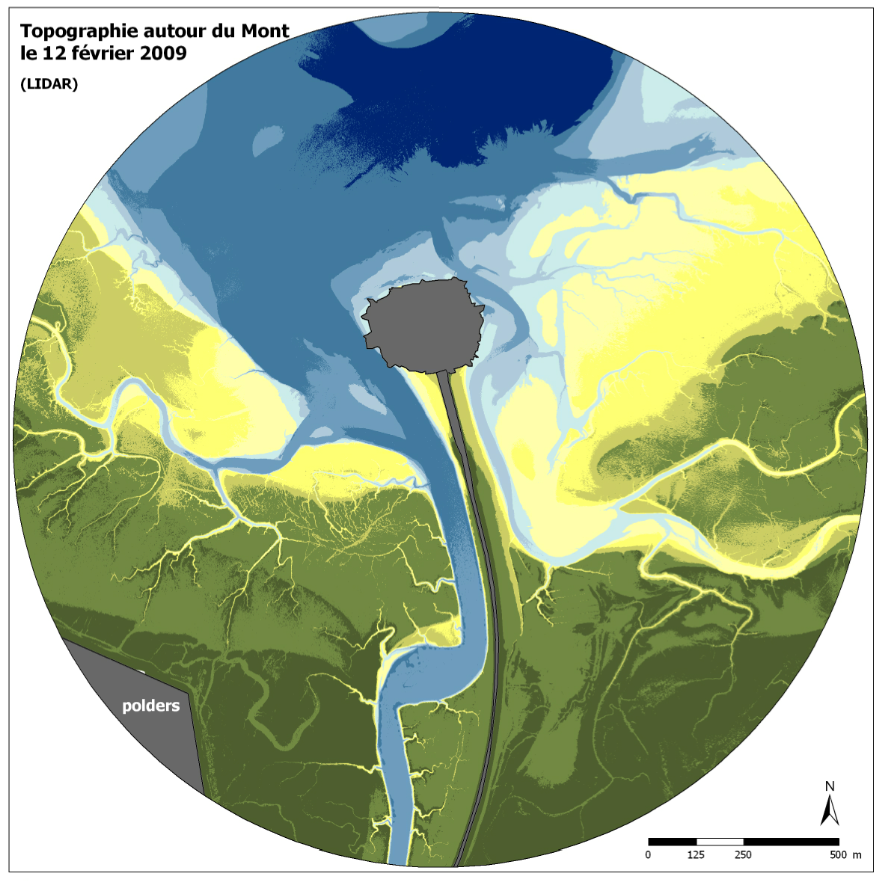 Topographie autour du Mont
le 12 février 2009
(LIDAR)
polders
N
0 125 250 500 m